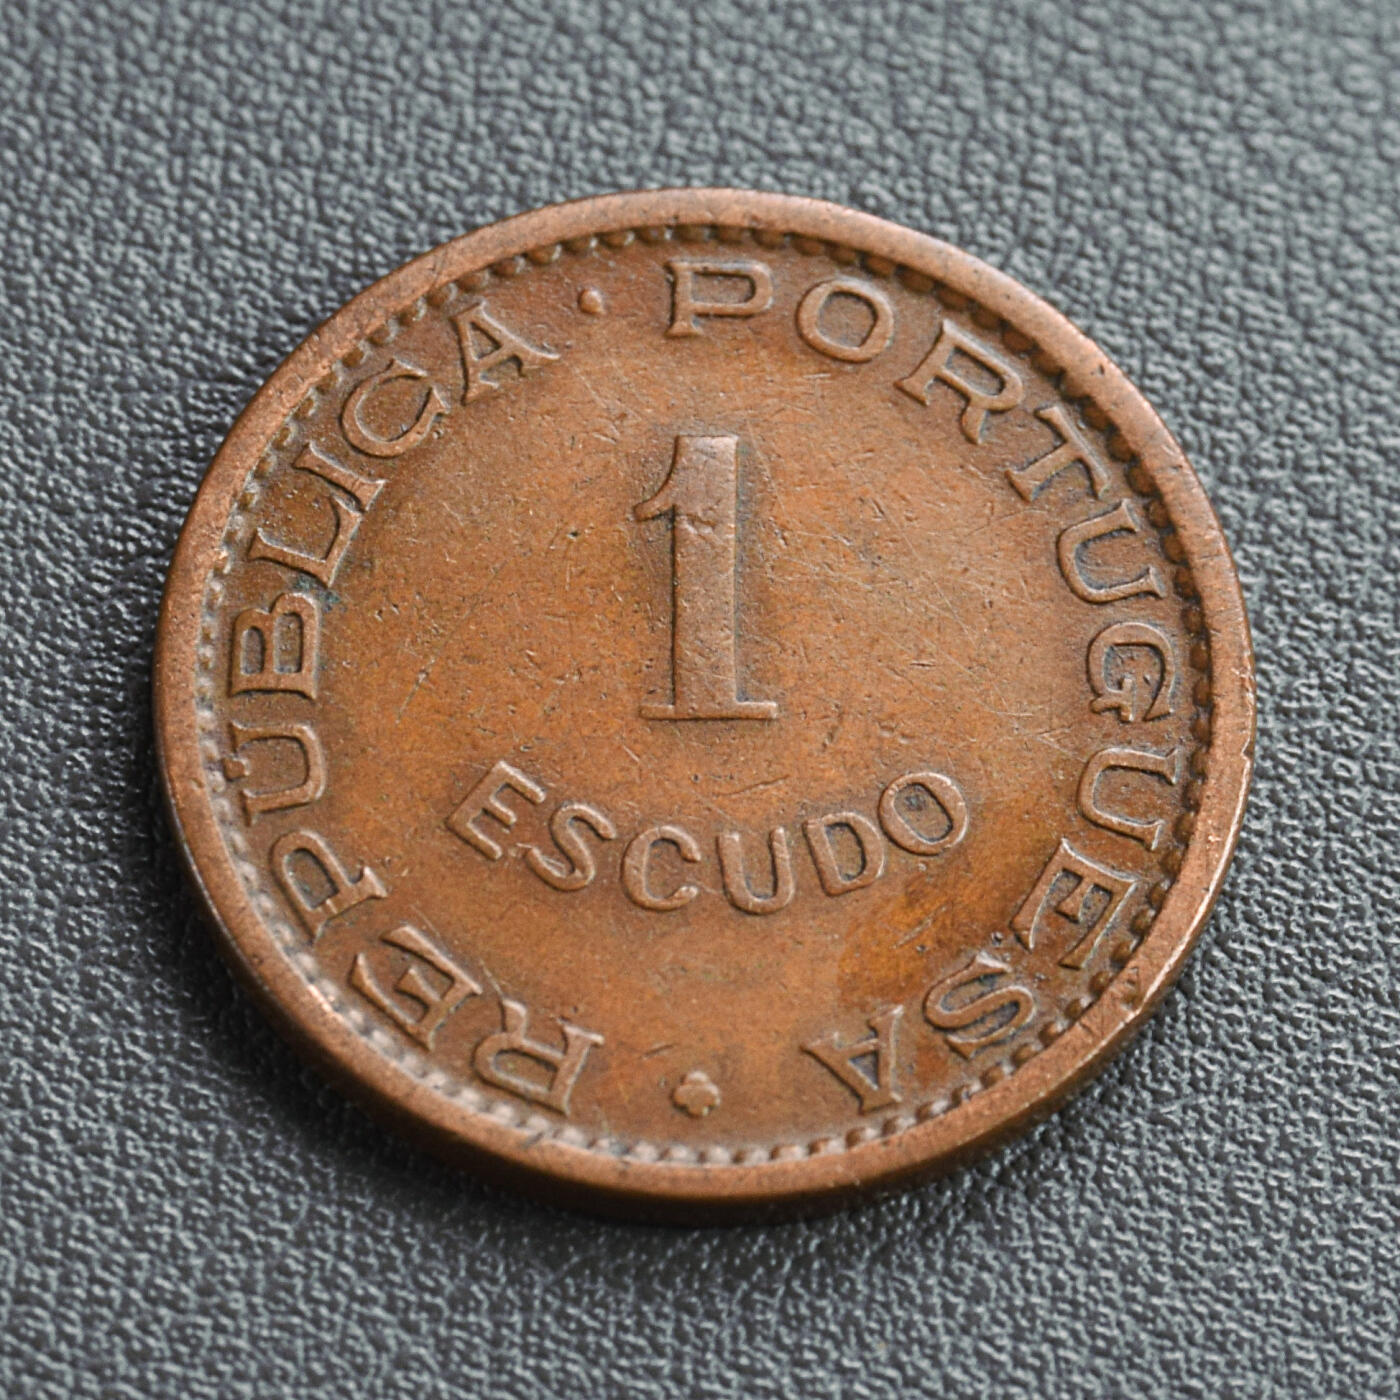 REPÚBLICA · PORTUGUESA
1
ESCUDO